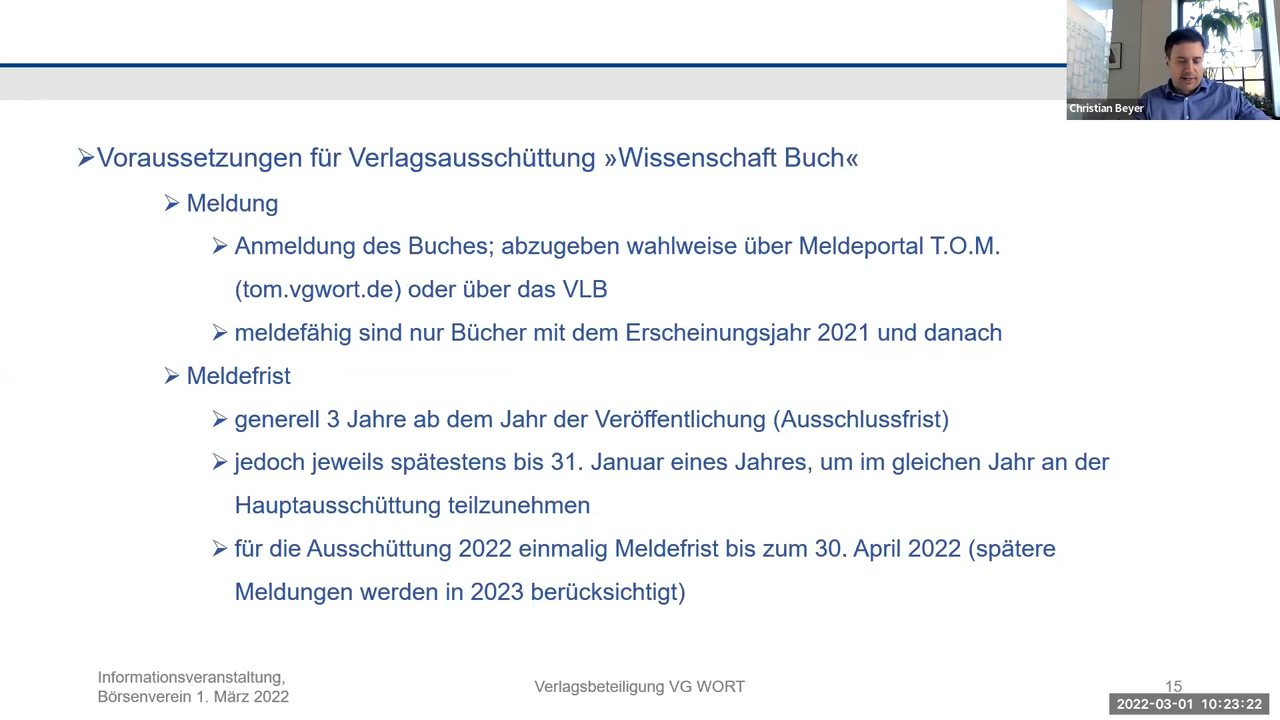 Christian Beyer
➢Voraussetzungen für Verlagsausschüttung »Wissenschaft Buch«
➢ Meldung
➢ Anmeldung des Buches; abzugeben wahlweise über Meldeportal T.O.M.
(tom.vgwort.de) oder über das VLB
➢ meldefähig sind nur Bücher mit dem Erscheinungsjahr 2021 und danach
➢ Meldefrist
➢ generell 3 Jahre ab dem Jahr der Veröffentlichung (Ausschlussfrist)
➢ jedoch jeweils spätestens bis 31. Januar eines Jahres, um im gleichen Jahr an der
Hauptausschüttung teilzunehmen
➢ für die Ausschüttung 2022 einmalig Meldefrist bis zum 30. April 2022 (spätere
Meldungen werden in 2023 berücksichtigt)
Informationsveranstaltung,
Börsenverein 1. März 2022
Verlagsbeteiligung VG WORT
15
2022-03-01 10:23:22